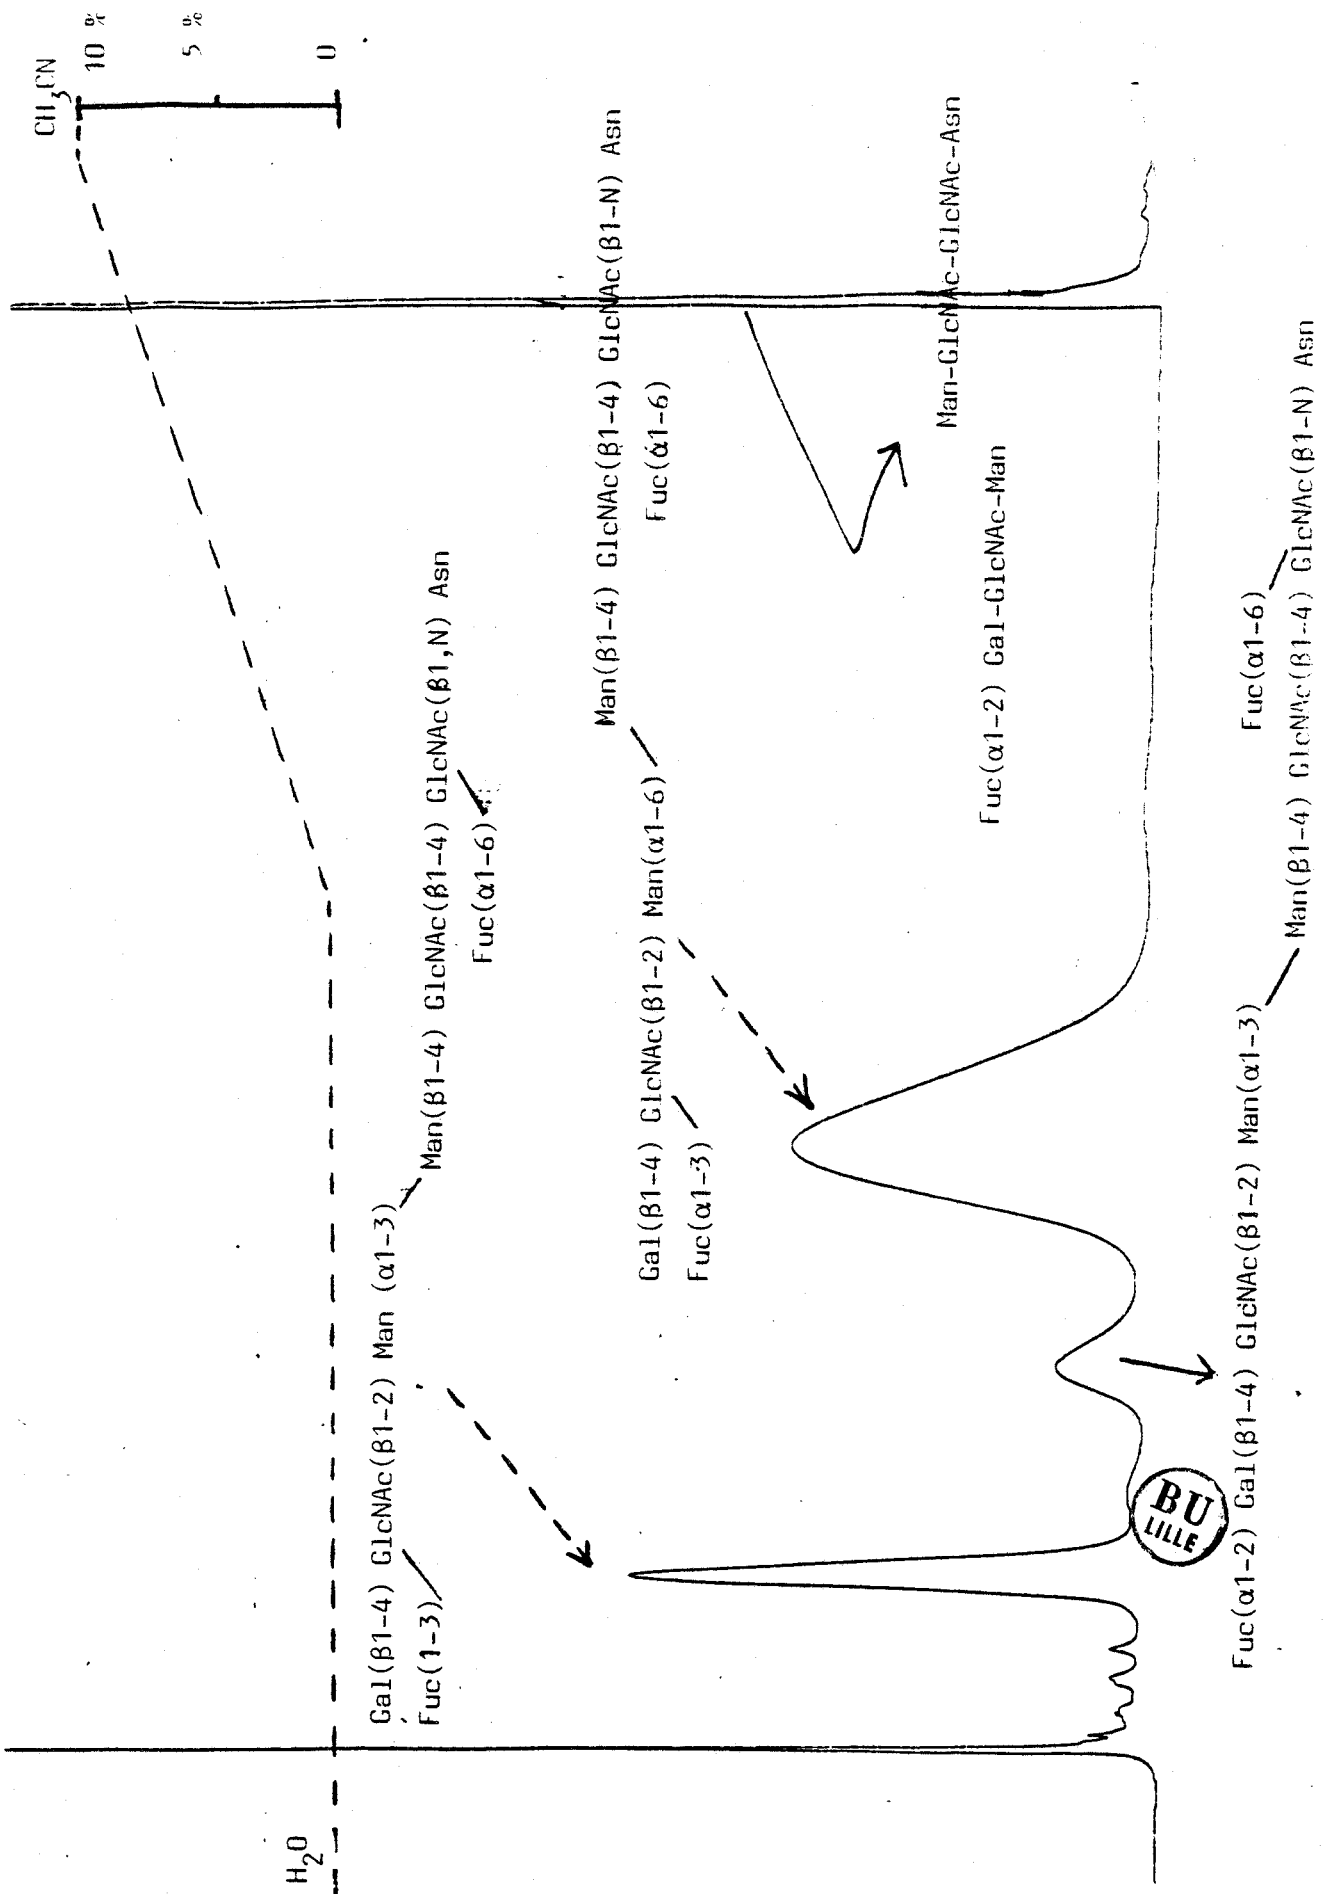 H₂O
CH₃CN
10 %
5 %
0
Gal(β1-4) GlcNAc(β1-2) Man (α1-3)
Fuc(1-3)
Man(β1-4) GlcNAc(β1-4) GlcNAc(β1,N) Asn
Fuc(α1-6)
Man(β1-4) GlcNAc(β1-4) GlcNAc(β1-N) Asn
Fuc(α1-6)
Gal(β1-4) GlcNAc(β1-2) Man(α1-6)
Fuc(α1-3)
Man-GlcNAc-GlcNAc-Asn
Fuc(α1-2) Gal-GlcNAc-Man
BU
LILLE
Fuc(α1-2) Gal(β1-4) GlcNAc(β1-2) Man(α1-3)
Fuc(α1-6)
Man(β1-4) GlcNAc(β1-4) GlcNAc(β1-N) Asn